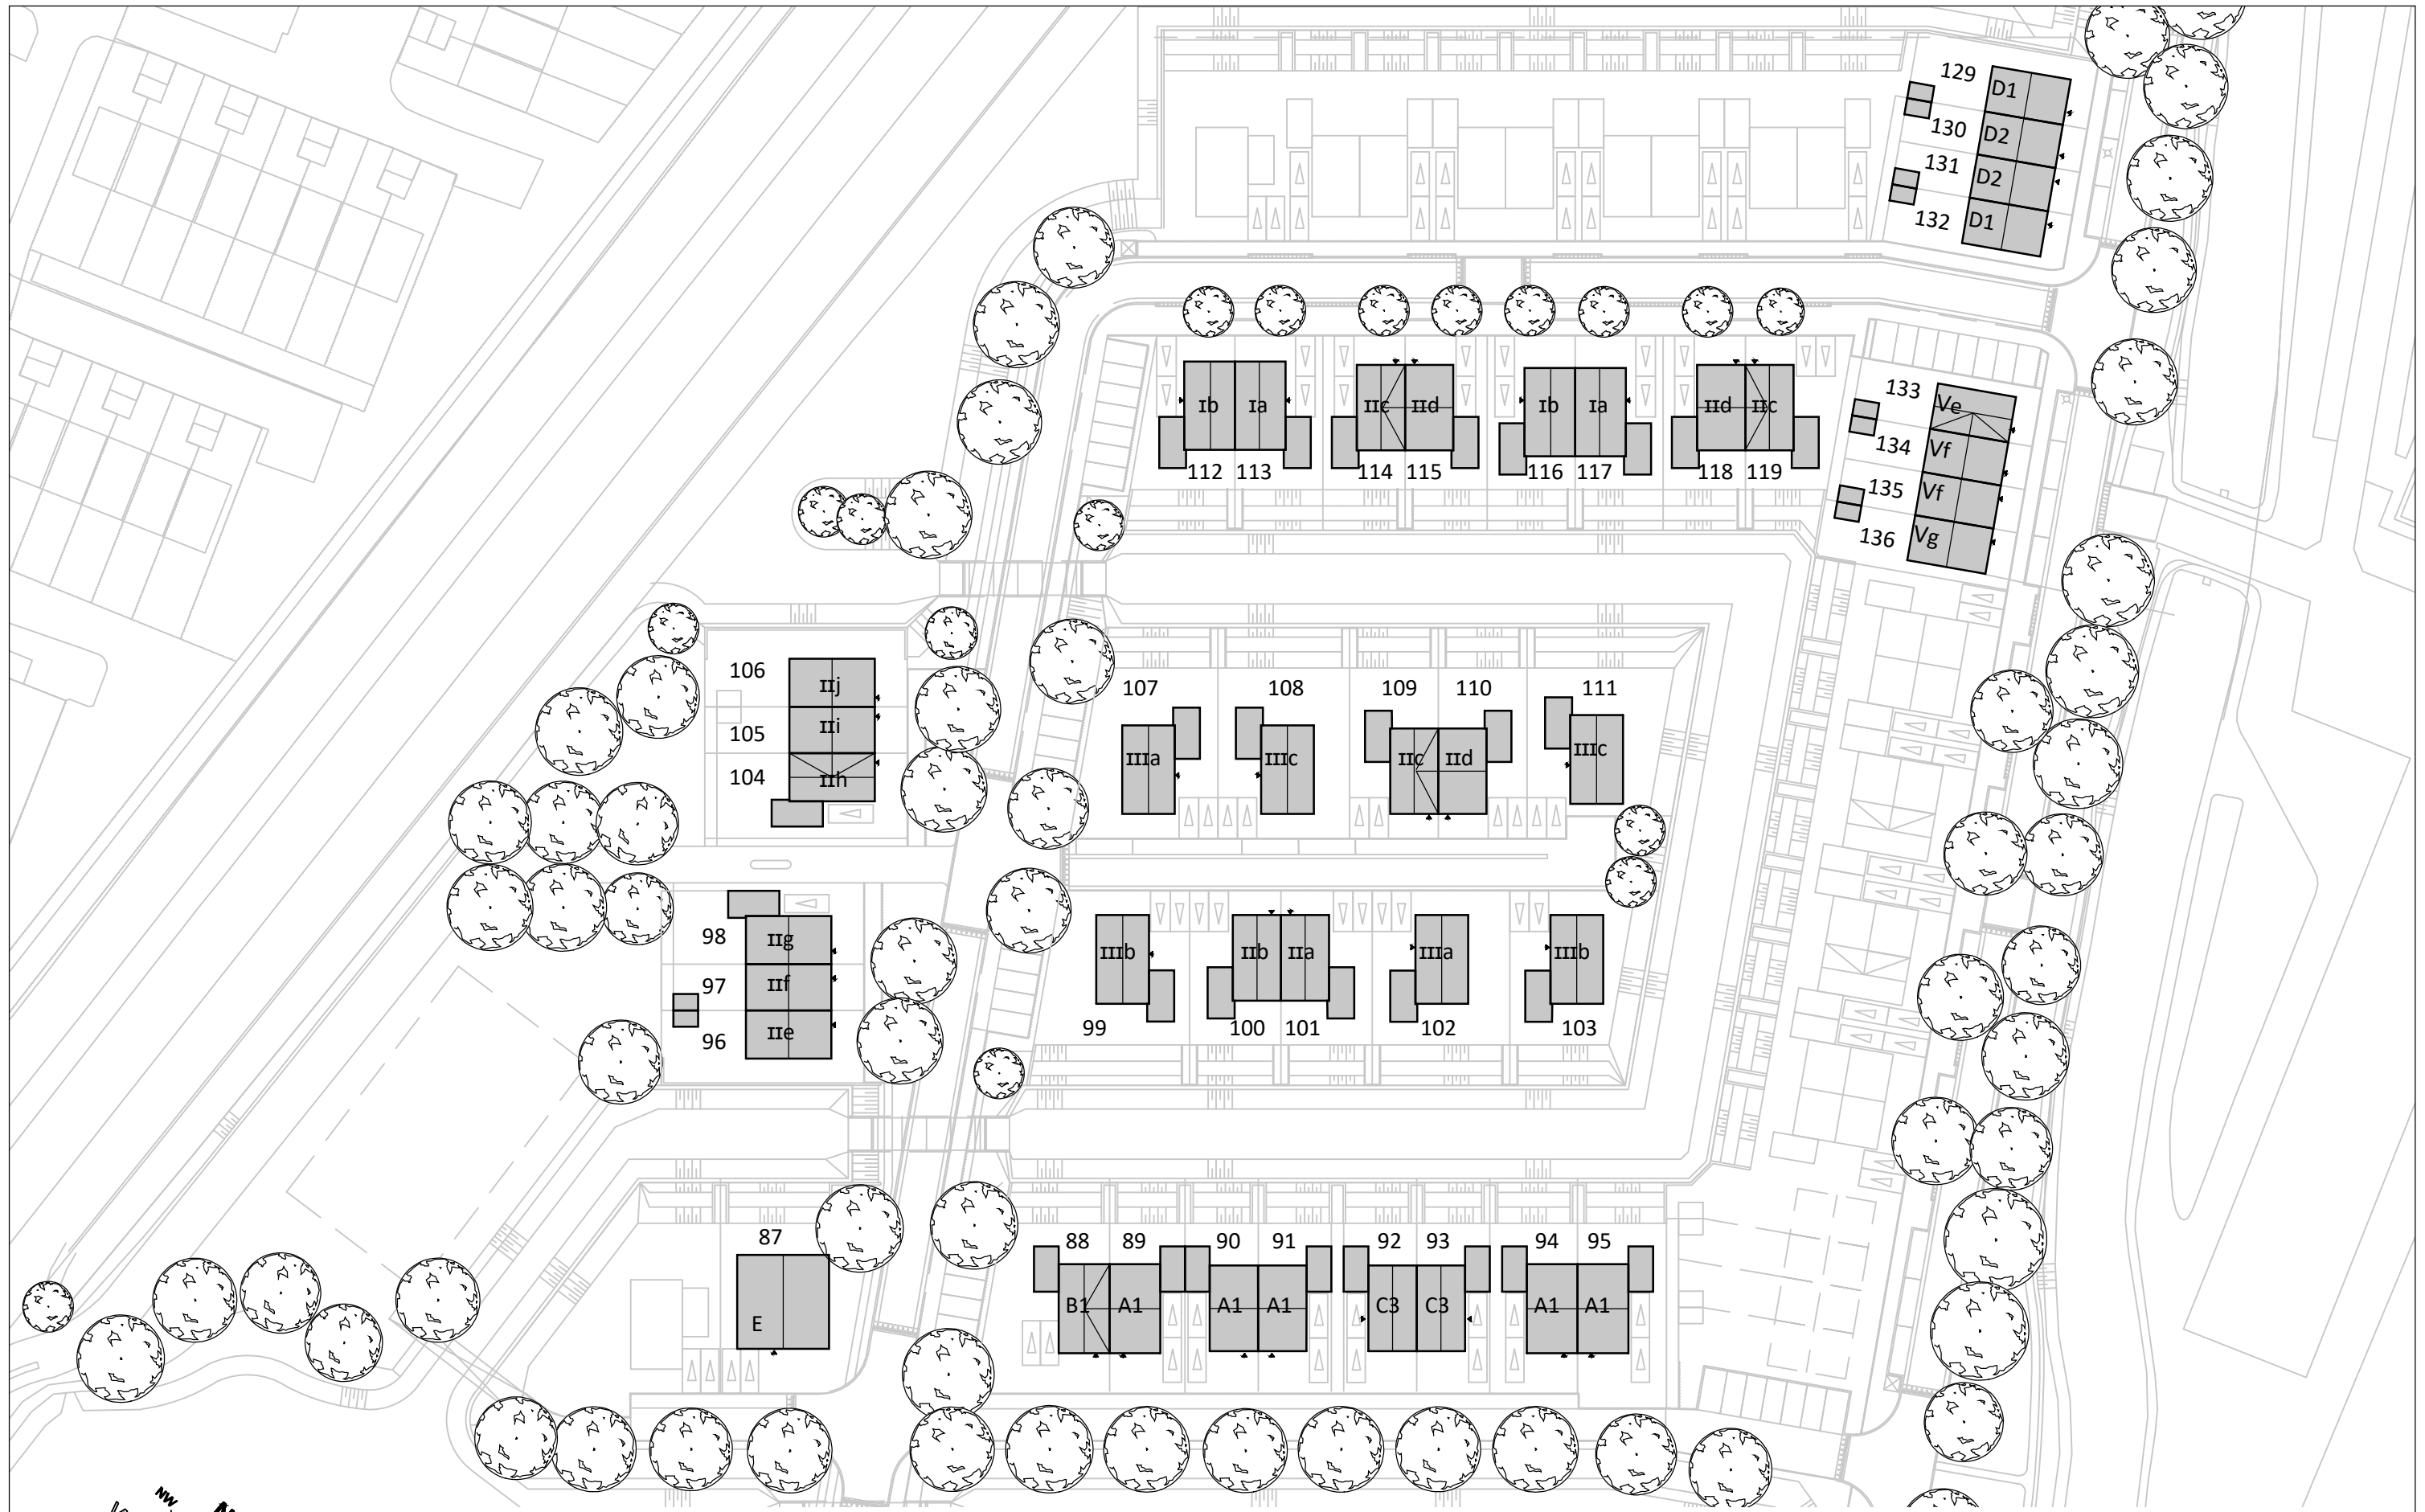 129 D1
130 D2
131 D2
132 D1
133 Ve
134 Vf
135 Vf
136 Vg
Ib Ia IIc IId Ib Ia IId IIc
112 113 114 115 116 117 118 119
106 IIj
105 IIi
104 IIh
107 108 109 110 111
IIIa IIIc IIc IId IIIc
98 IIg
97 IIf
96 IIe
IIIb IIb IIa IIIa IIIb
99 100 101 102 103
87 88 89 90 91 92 93 94 95
E B1 A1 A1 A1 C3 C3 A1 A1
NW